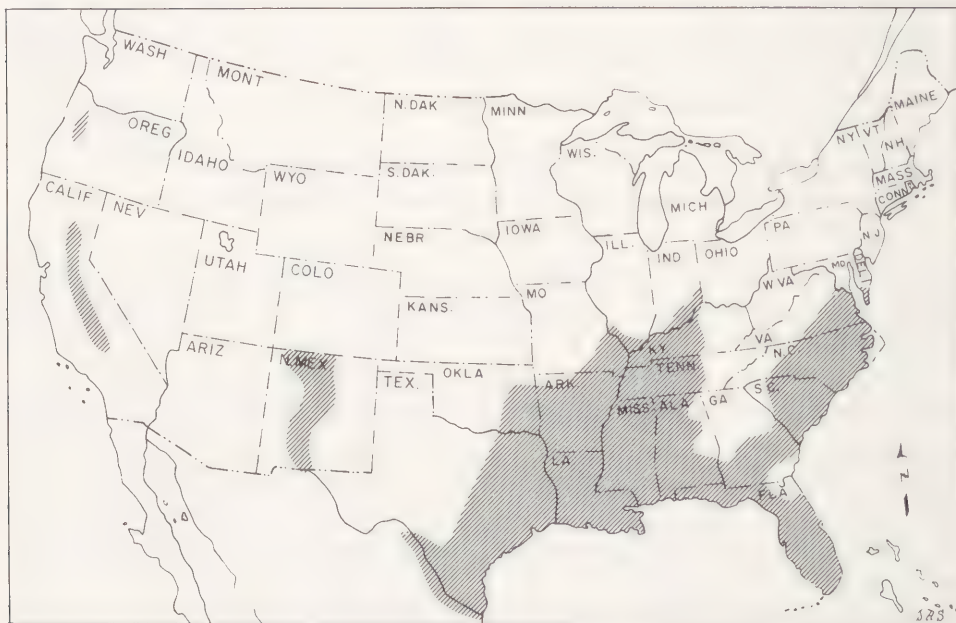 WASH
MONT
N. DAK
MINN
OREG
IDAHO
WYO
S. DAK.
WIS.
MICH
NY
VT
N.H.
MAINE
MASS
CONN
CALIF
NEV
UTAH
COLO
NEBR
IOWA
ILL.
IND
OHIO
PA
N.J
MD.
DEL
W.VA
VA
KANS.
MO
KY.
N.C.
TENN.
ARIZ
N. MEX
TEX.
OKLA
ARK.
MISS
ALA
GA
S.C.
LA
FLA
N
SHS